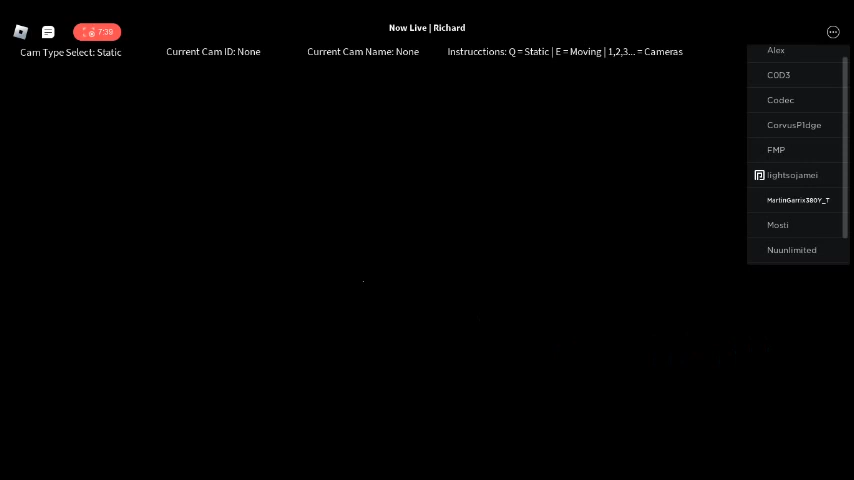 Now Live | Richard
7:39
Cam Type Select: Static
Current Cam ID: None
Current Cam Name: None
Instrucctions: Q = Static | E = Moving | 1,2,3... = Cameras
Alex
C0D3
Codec
CorvusP1dge
FMP
lightsojamei
MartinGarrix380Y_T
Mosti
Nuunlimited